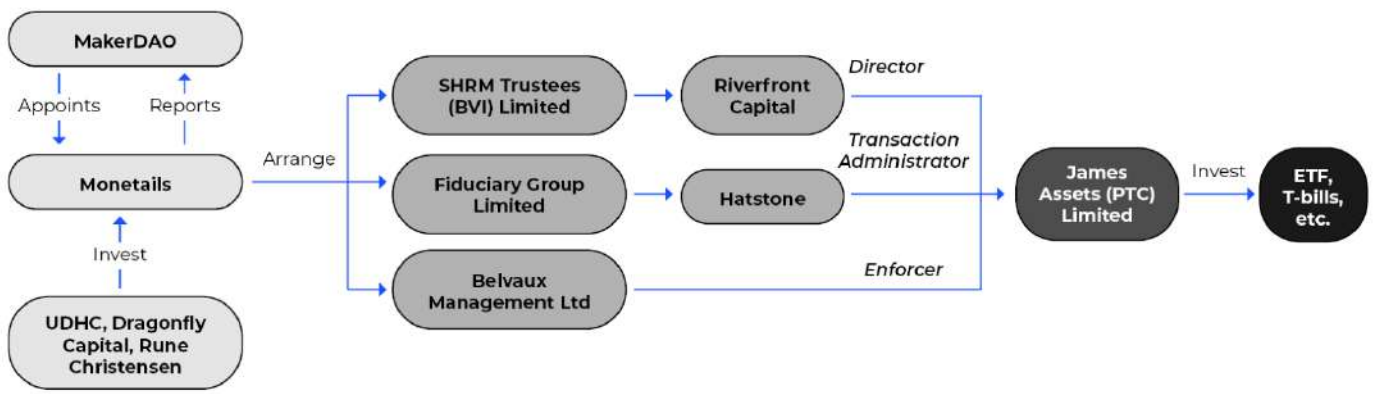 MakerDAO
Appoints
Reports
Monetails
Invest
UDHC, Dragonfly
Capital, Rune
Christensen
Arrange
SHRM Trustees
(BVI) Limited
Riverfront
Capital
Director
Fiduciary Group
Limited
Hatstone
Transaction
Administrator
Belvaux
Management Ltd
Enforcer
James
Assets (PTC)
Limited
Invest
ETF,
T-bills,
etc.